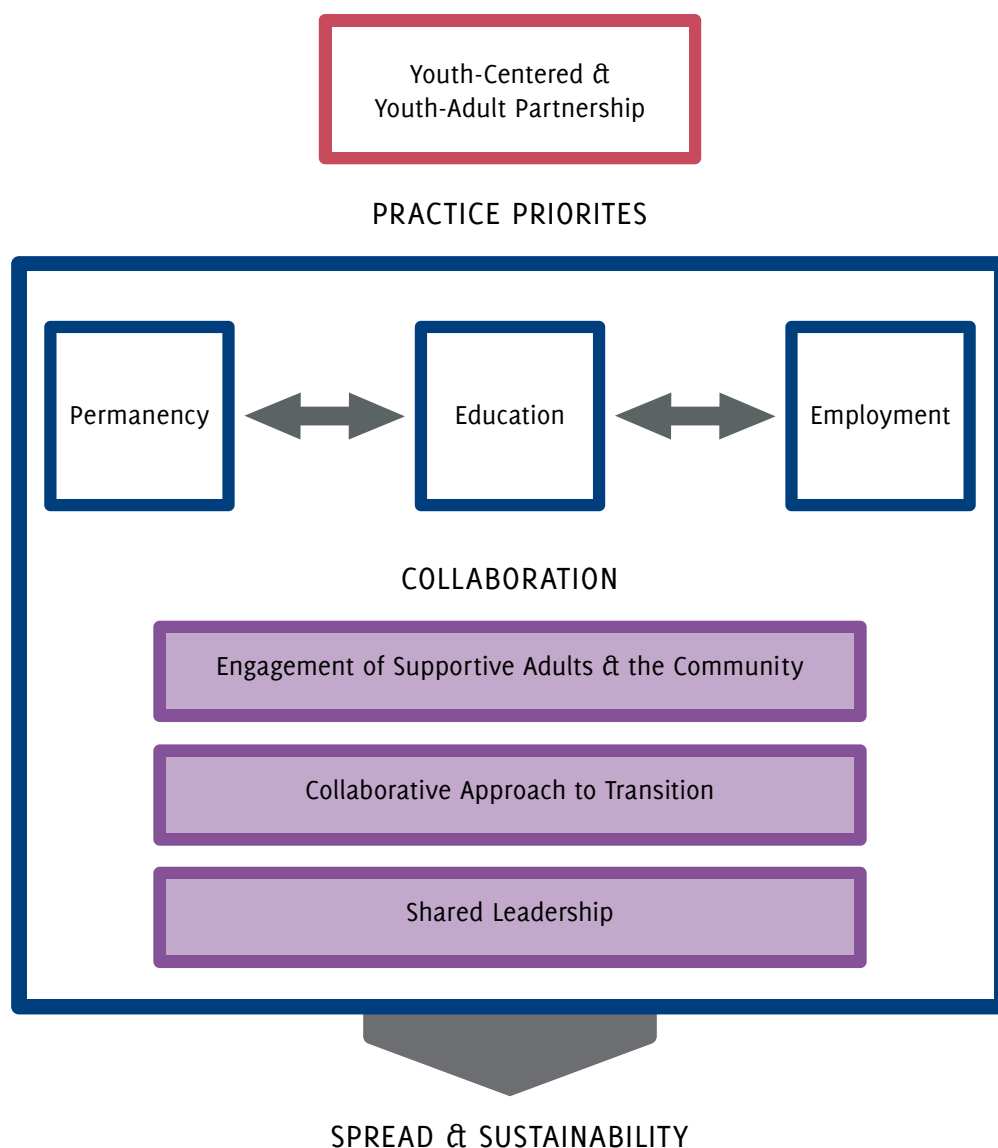 Youth-Centered &
Youth-Adult Partnership
PRACTICE PRIORITES
Permanency
Education
Employment
COLLABORATION
Engagement of Supportive Adults & the Community
Collaborative Approach to Transition
Shared Leadership
SPREAD & SUSTAINABILITY